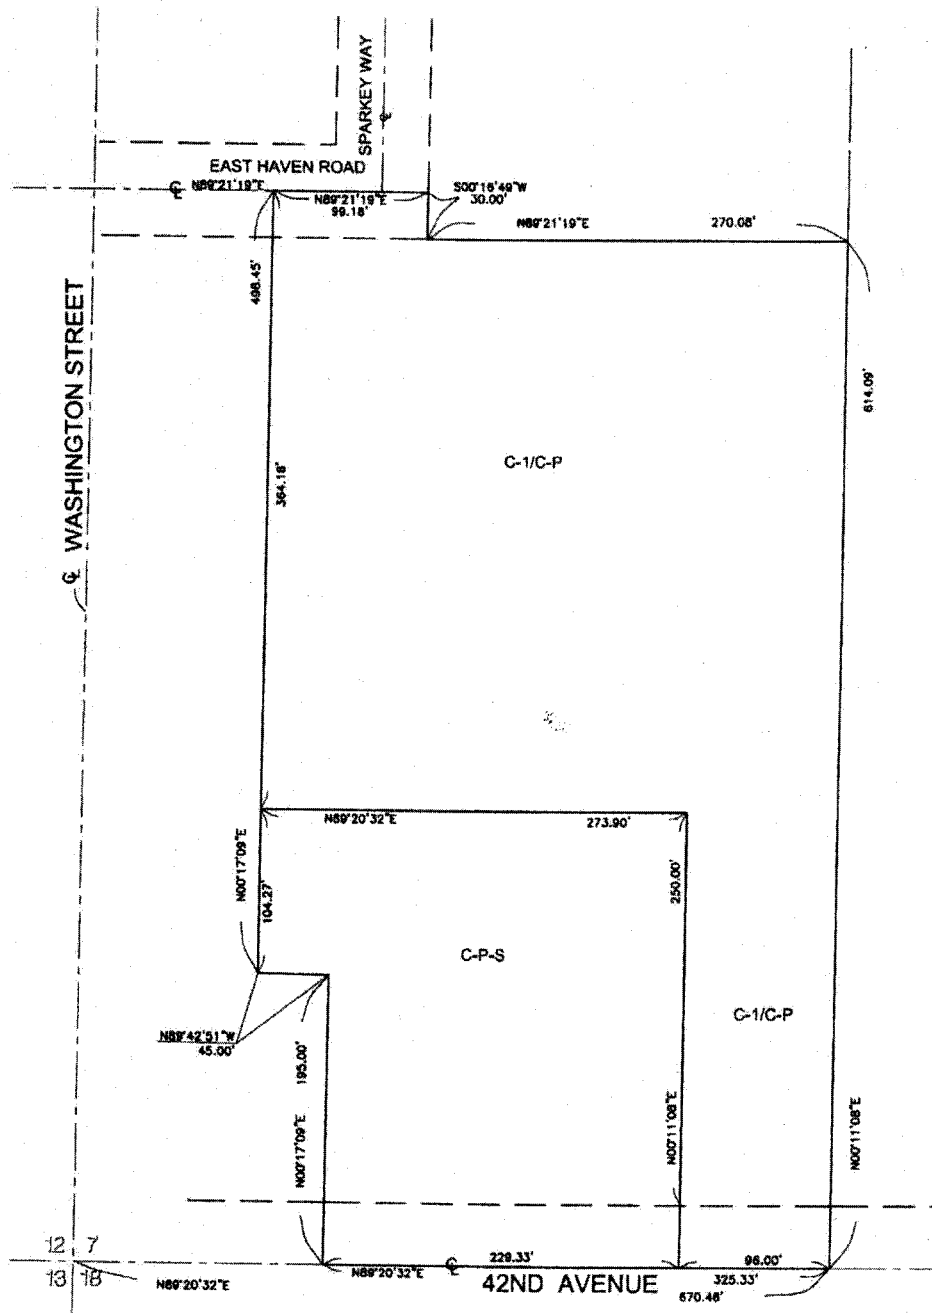 SPARKEY WAY
EAST HAVEN ROAD
N89°21'19"E
N89°21'19"E
99.18'
S00°16'49"W
30.00'
N89°21'19"E
270.08'
498.45'
WASHINGTON STREET
614.09'
C-1/C-P
364.18'
N89°20'32"E
273.90'
N00°17'09"E
104.27'
250.00'
C-P-S
C-1/C-P
N89°42'51"W
45.00'
195.00'
N00°17'09"E
N00°11'08"E
N00°11'08"E
12 7
13 18
N89°20'32"E
N89°20'32"E
229.33'
42ND AVENUE
96.00'
325.33'
670.46'